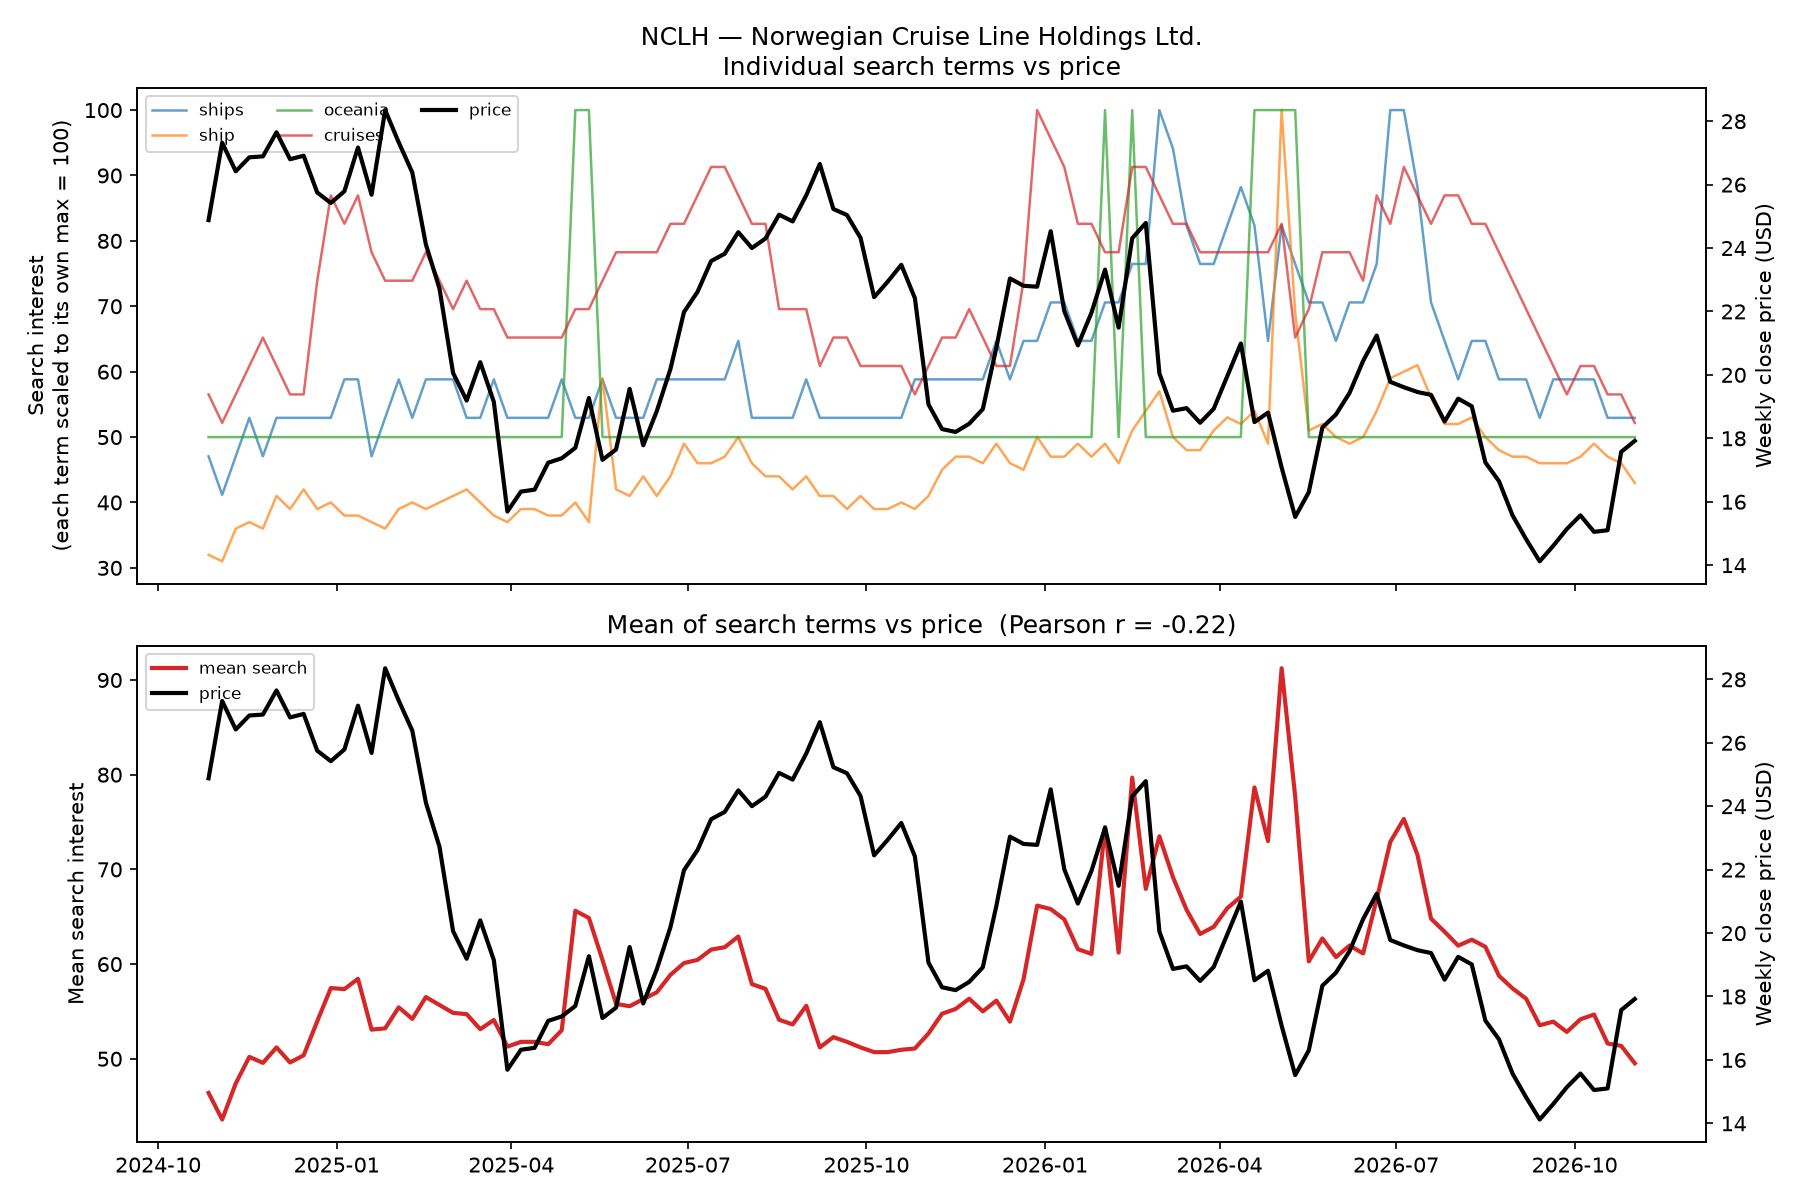 NCLH — Norwegian Cruise Line Holdings Ltd.
Individual search terms vs price
ships
ship
oceania
cruises
price
100
90
80
70
60
50
40
30
Search interest
(each term scaled to its own max = 100)
28
26
24
22
20
18
16
14
Weekly close price (USD)
Mean of search terms vs price (Pearson r = -0.22)
mean search
price
90
80
70
60
50
Mean search interest
28
26
24
22
20
18
16
14
Weekly close price (USD)
2024-10
2025-01
2025-04
2025-07
2025-10
2026-01
2026-04
2026-07
2026-10